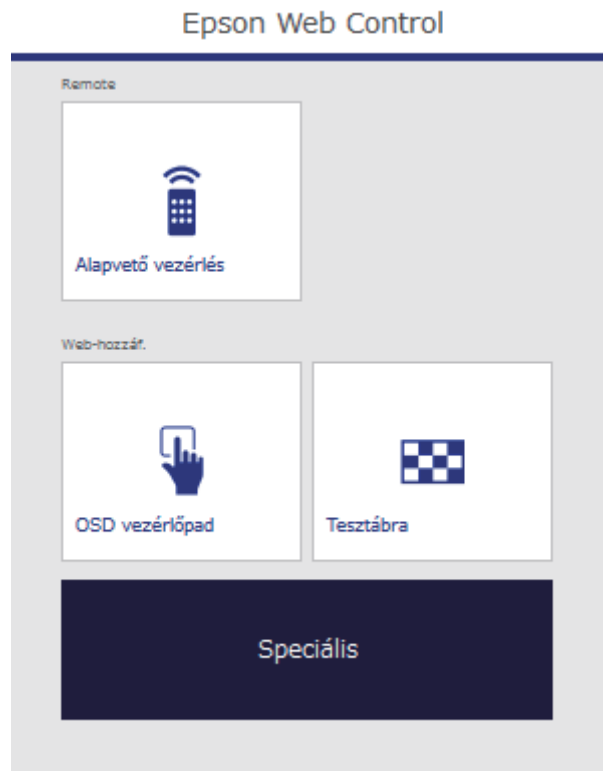 Epson Web Control
Remote
Alapvető vezérlés
Web-hozzáf.
OSD vezérlőpad
Tesztábra
Speciális